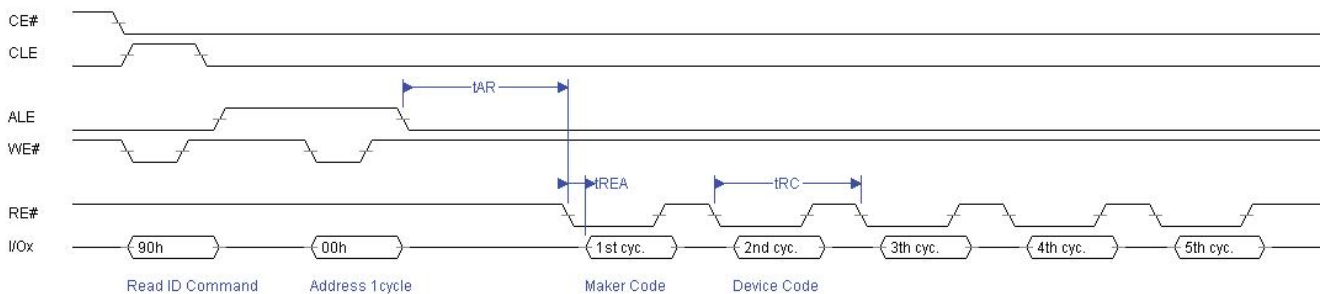 CE#
CLE
tAR
ALE
WE#
tREA
tRC
RE#
I/Ox 90h 00h 1st cyc. 2nd cyc. 3th cyc. 4th cyc. 5th cyc.
Read ID Command Address 1cycle Maker Code Device Code